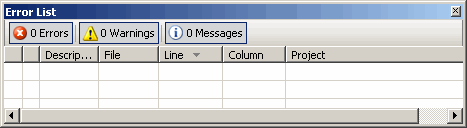 Error List
0 Errors 0 Warnings 0 Messages
Descrip... File Line Column Project